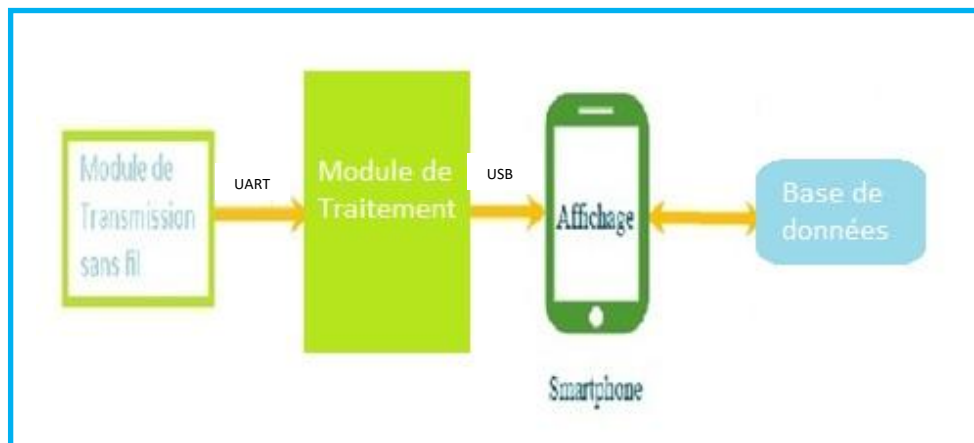 Module de
Transmission
sans fil
UART
Module de
Traitement
USB
Affichage
Smartphone
Base de
données